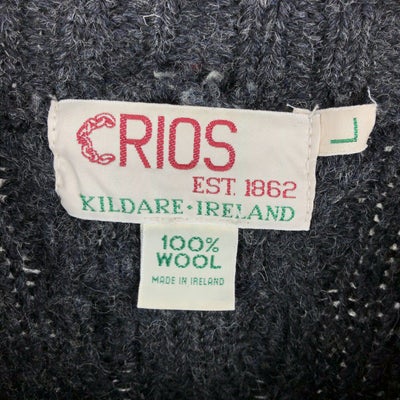 CRIOS
EST. 1862
KILDARE·IRELAND
L
100%
WOOL
MADE IN IRELAND